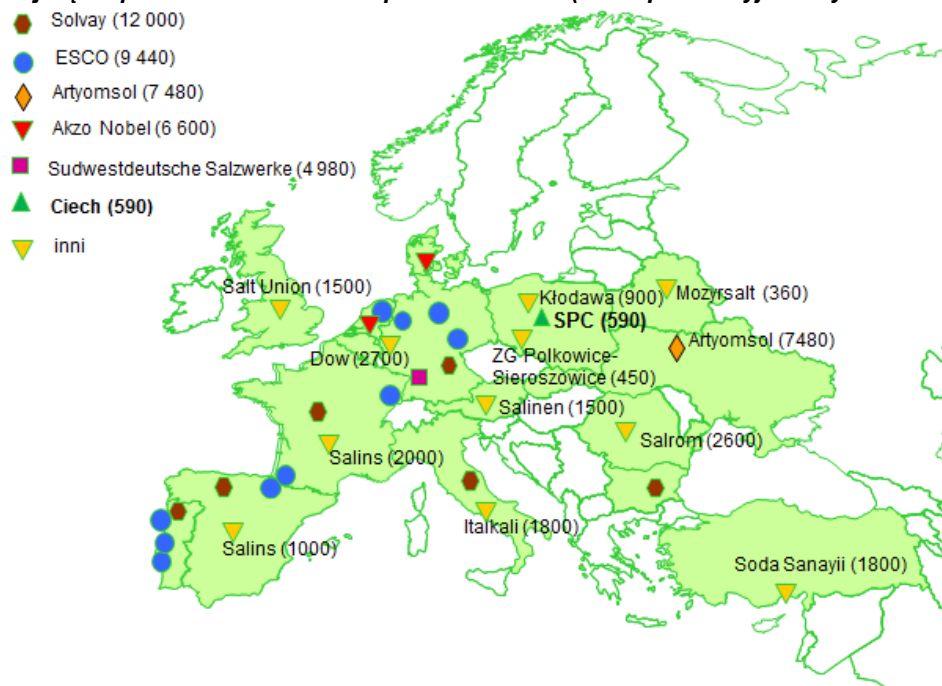 Solvay (12 000)
ESCO (9 440)
Artyomsol (7 480)
Akzo Nobel (6 600)
Sudwestdeutsche Salzwerke (4 980)
Ciech (590)
inni
Salt Union (1500)
Kłodawa (900)
Mozyrsalt (360)
SPC (590)
Artyomsol (7480)
Dow (2700)
ZG Polkowice-
Sieroszowice (450)
Salinen (1500)
Salrom (2600)
Salins (2000)
Italkali (1800)
Salins (1000)
Soda Sanayii (1800)